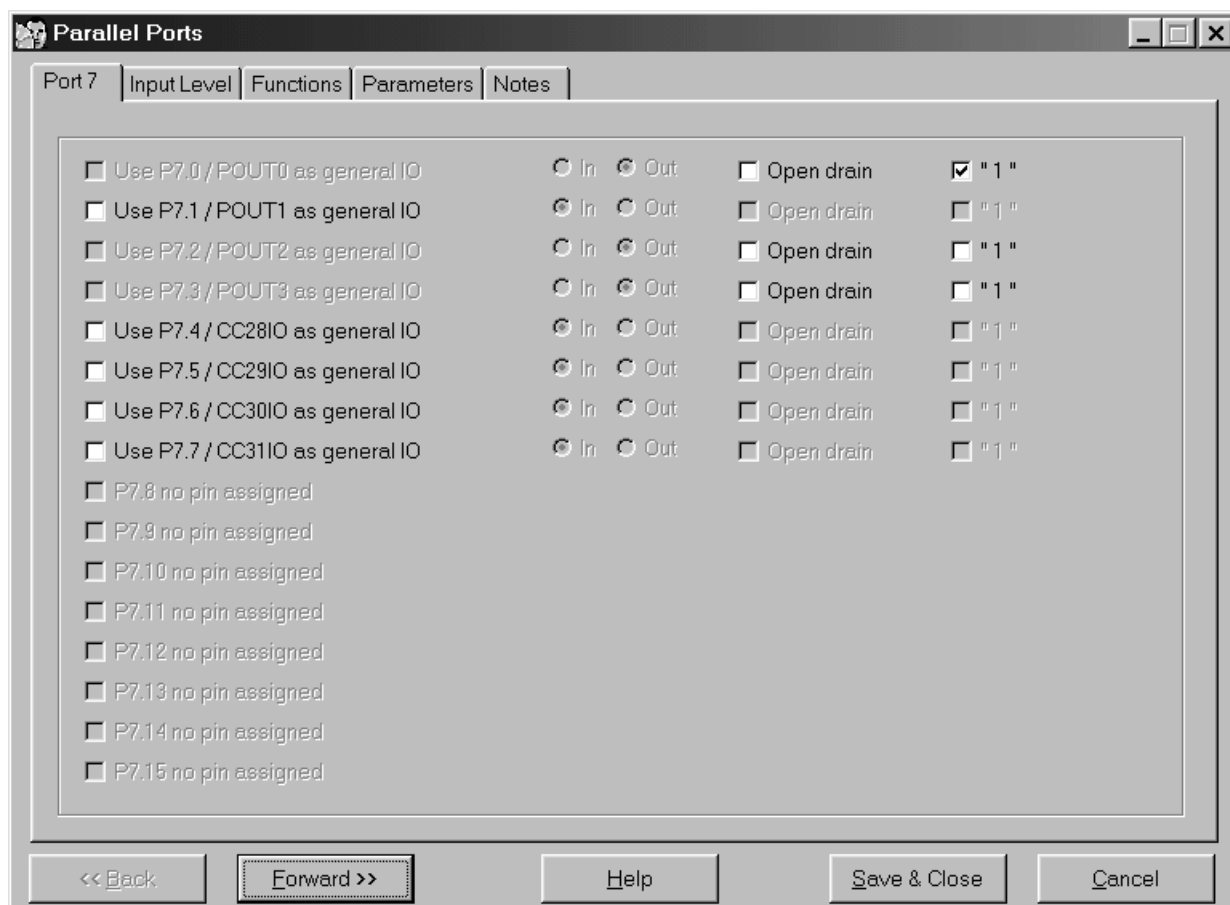 Parallel Ports
Port 7 Input Level Functions Parameters Notes
Use P7.0 / POUT0 as general IO In Out Open drain " 1 "
Use P7.1 / POUT1 as general IO In Out Open drain " 1 "
Use P7.2 / POUT2 as general IO In Out Open drain " 1 "
Use P7.3 / POUT3 as general IO In Out Open drain " 1 "
Use P7.4 / CC28IO as general IO In Out Open drain " 1 "
Use P7.5 / CC29IO as general IO In Out Open drain " 1 "
Use P7.6 / CC30IO as general IO In Out Open drain " 1 "
Use P7.7 / CC31IO as general IO In Out Open drain " 1 "
P7.8 no pin assigned
P7.9 no pin assigned
P7.10 no pin assigned
P7.11 no pin assigned
P7.12 no pin assigned
P7.13 no pin assigned
P7.14 no pin assigned
P7.15 no pin assigned
<< Back Forward >> Help Save & Close Cancel